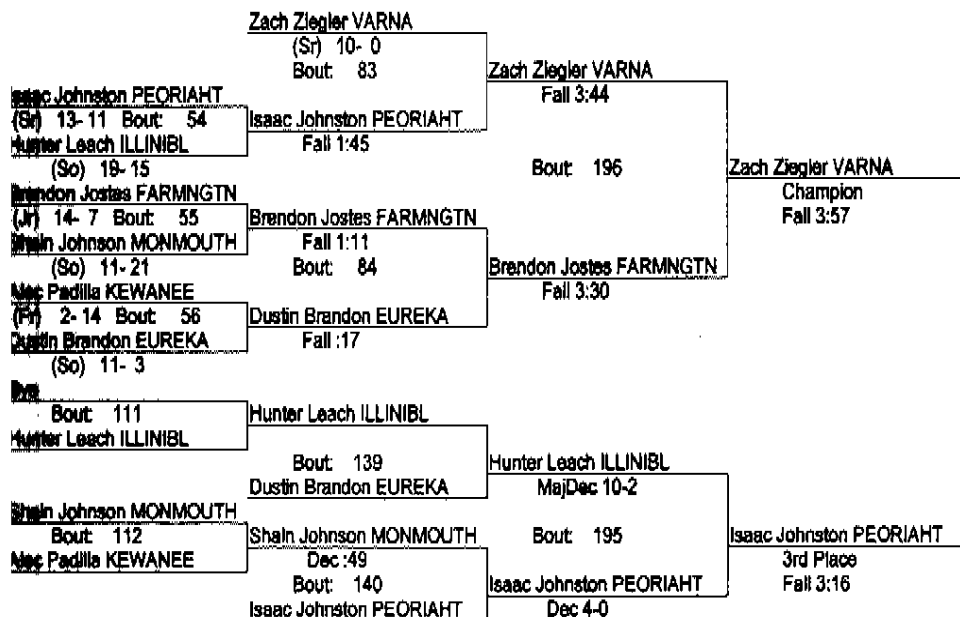 Zach Ziegler VARNA
(Sr) 10- 0
Bout: 83
Zach Ziegler VARNA
Fall 3:44
Isaac Johnston PEORIAHT
(Sr) 13- 11 Bout: 54
Isaac Johnston PEORIAHT
Hunter Leach ILLINIBL
Fall 1:45
(So) 19- 15
Bout: 196
Zach Ziegler VARNA
Champion
Fall 3:57
Brendon Jostes FARMNGTN
(Jr) 14- 7 Bout: 55
Brendon Jostes FARMNGTN
Shain Johnson MONMOUTH
Fall 1:11
(So) 11- 21
Bout: 84
Brendon Jostes FARMNGTN
Fall 3:30
Padilla KEWANEE
(Fr) 2- 14 Bout: 56
Dustin Brandon EUREKA
Dustin Brandon EUREKA
Fall :17
(So) 11- 3
Bye
Bout: 111
Hunter Leach ILLINIBL
Hunter Leach ILLINIBL
Bout: 139
Hunter Leach ILLINIBL
Dustin Brandon EUREKA
MajDec 10-2
Shain Johnson MONMOUTH
Bout: 112
Shain Johnson MONMOUTH
Bout: 195
Isaac Johnston PEORIAHT
Padilla KEWANEE
Dec :49
3rd Place
Bout: 140
Isaac Johnston PEORIAHT
Fall 3:16
Isaac Johnston PEORIAHT
Dec 4-0